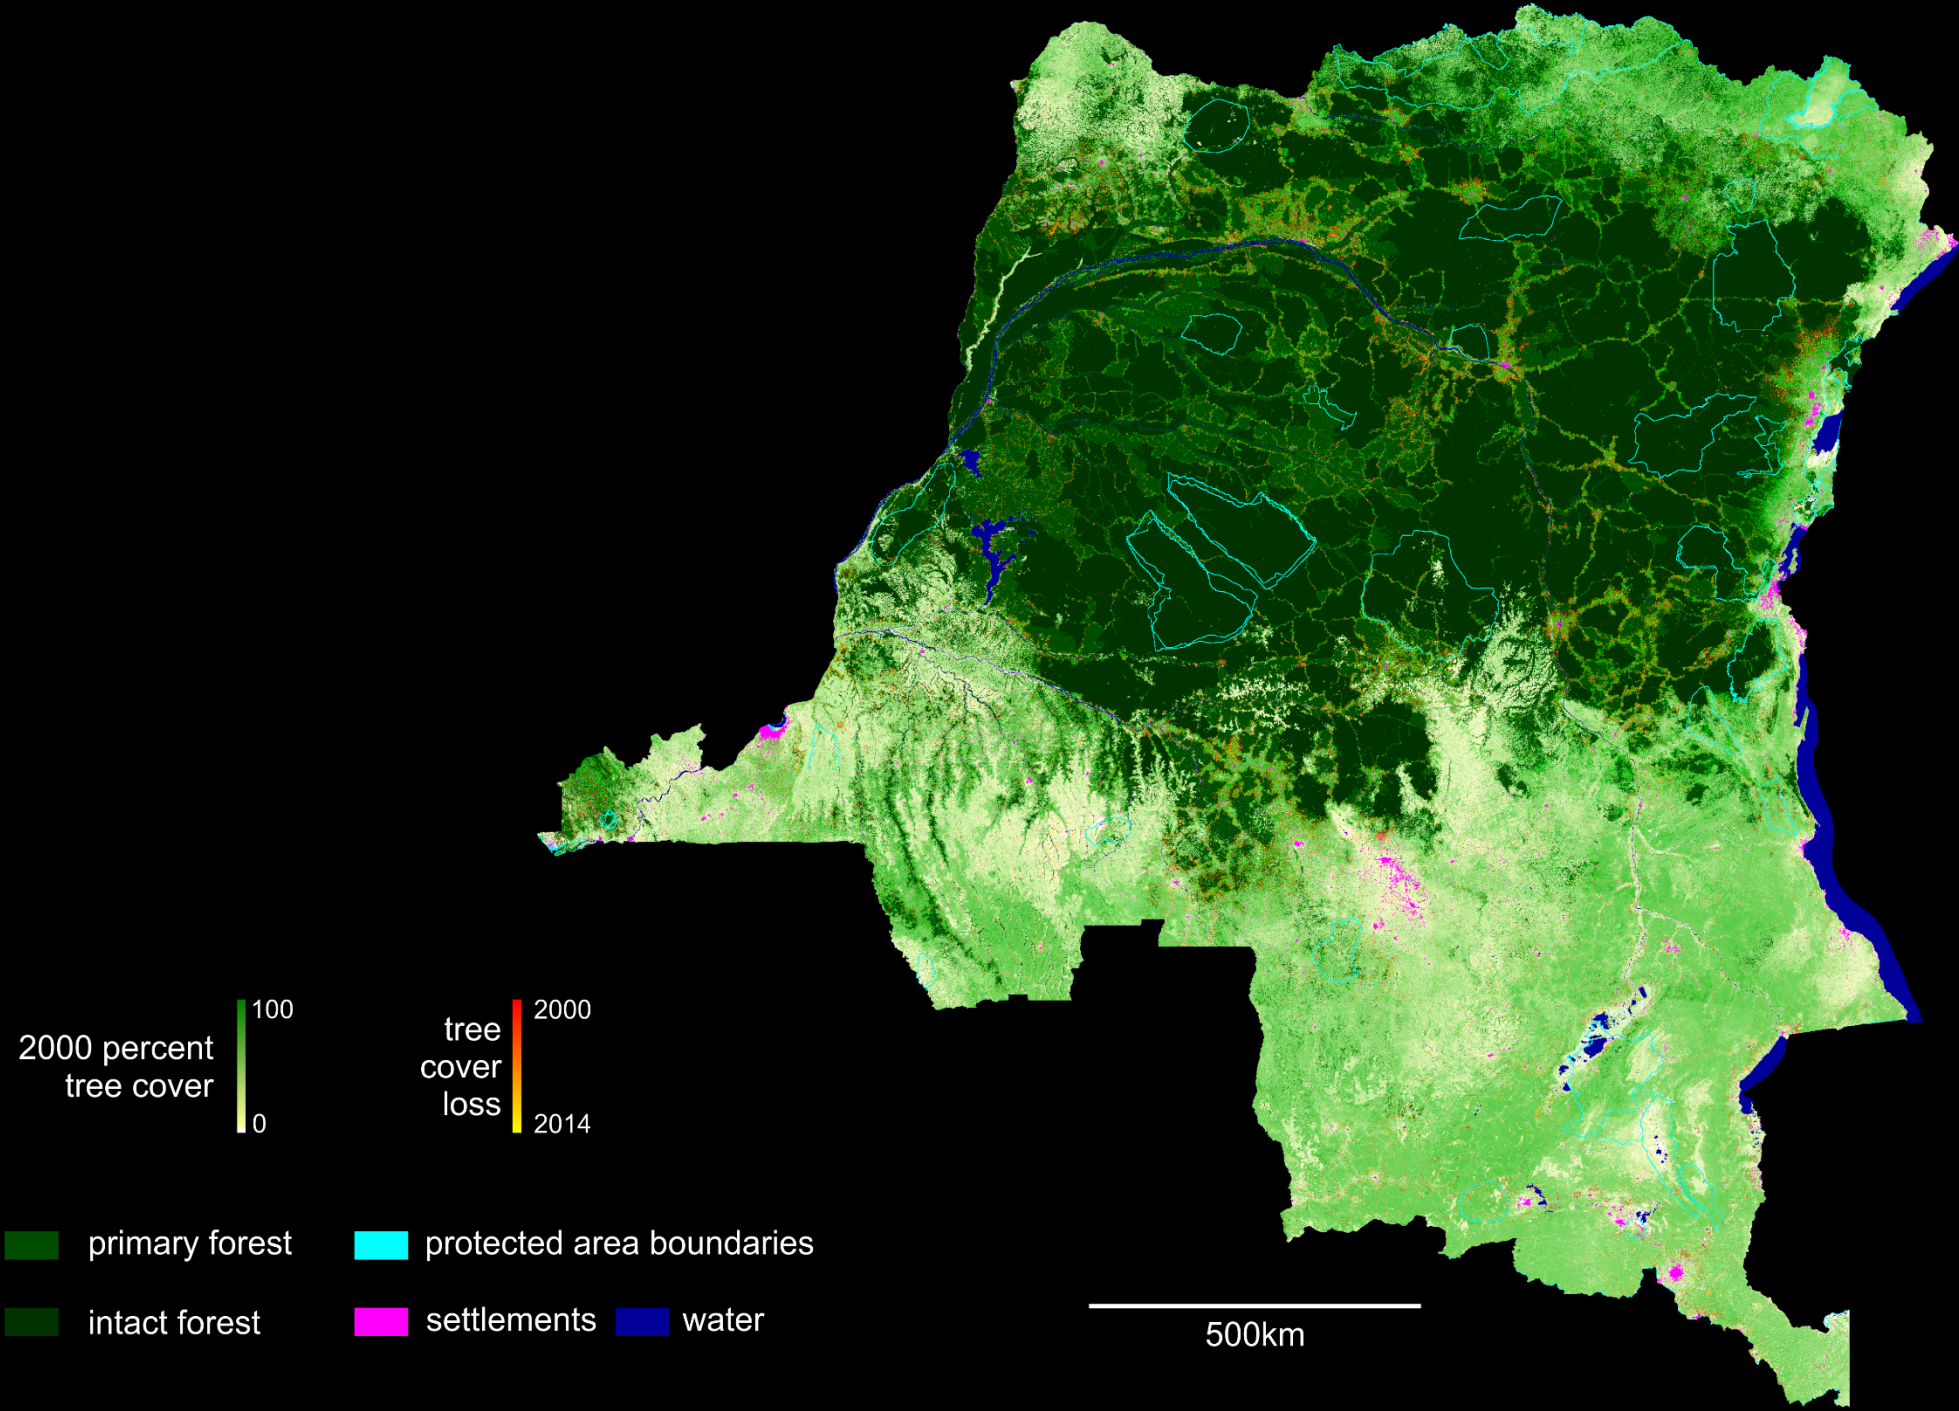 2000 percent
tree cover
100
0
tree
cover
loss
2000
2014
primary forest
protected area boundaries
intact forest
settlements
water
500km